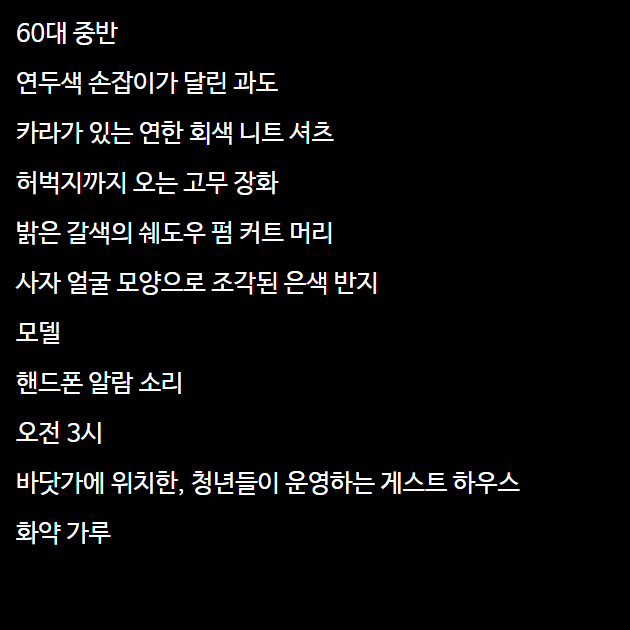 60대 중반
연두색 손잡이가 달린 과도
카라가 있는 연한 회색 니트 셔츠
허벅지까지 오는 고무 장화
밝은 갈색의 쉐도우 펌 커트 머리
사자 얼굴 모양으로 조각된 은색 반지
모델
핸드폰 알람 소리
오전 3시
바닷가에 위치한, 청년들이 운영하는 게스트 하우스
화약 가루